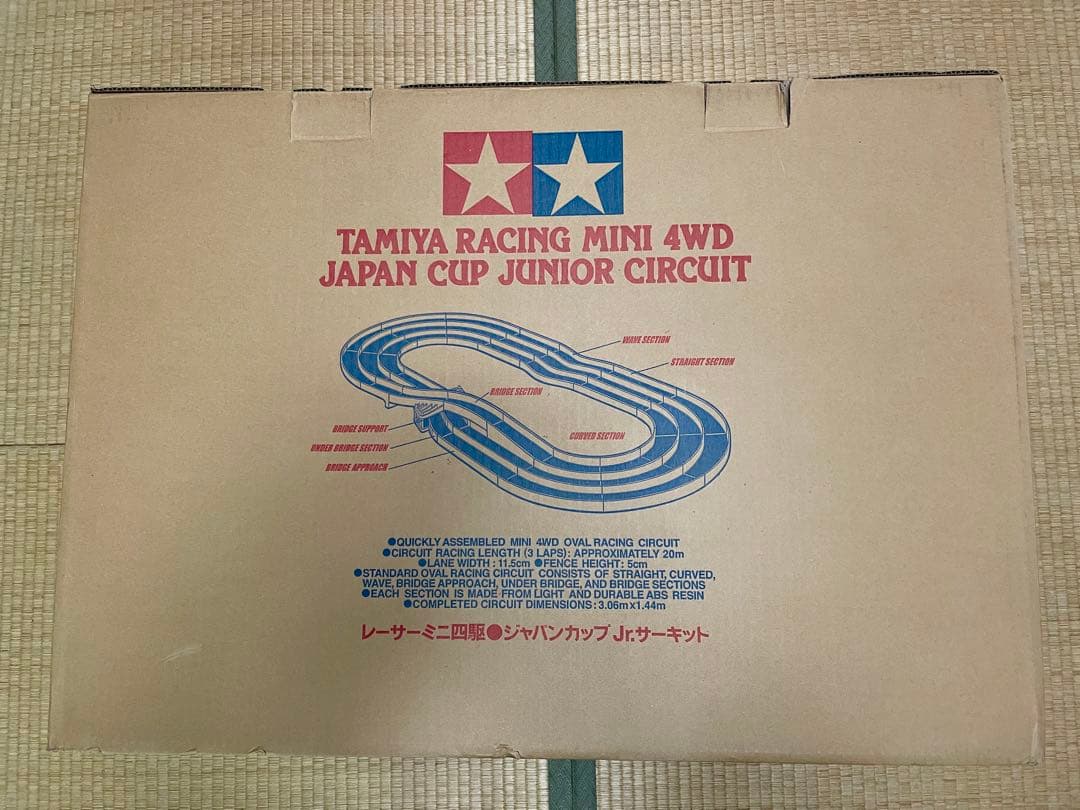 TAMIYA RACING MINI 4WD
JAPAN CUP JUNIOR CIRCUIT
WAVE SECTION
STRAIGHT SECTION
BRIDGE SECTION
BRIDGE SUPPORT
CURVED SECTION
UNDER BRIDGE SECTION
BRIDGE APPROACH
●QUICKLY ASSEMBLED MINI 4WD OVAL RACING CIRCUIT
●CIRCUIT RACING LENGTH (3 LAPS): APPROXIMATELY 20m
●LANE WIDTH : 11.5cm ●FENCE HEIGHT: 5cm
●STANDARD OVAL RACING CIRCUIT CONSISTS OF STRAIGHT, CURVED,
WAVE, BRIDGE APPROACH, UNDER BRIDGE, AND BRIDGE SECTIONS
●EACH SECTION IS MADE FROM LIGHT AND DURABLE ABS RESIN
●COMPLETED CIRCUIT DIMENSIONS : 3.06m x 1.44m
レーサーミニ四駆●ジャパンカップ Jr.サーキット